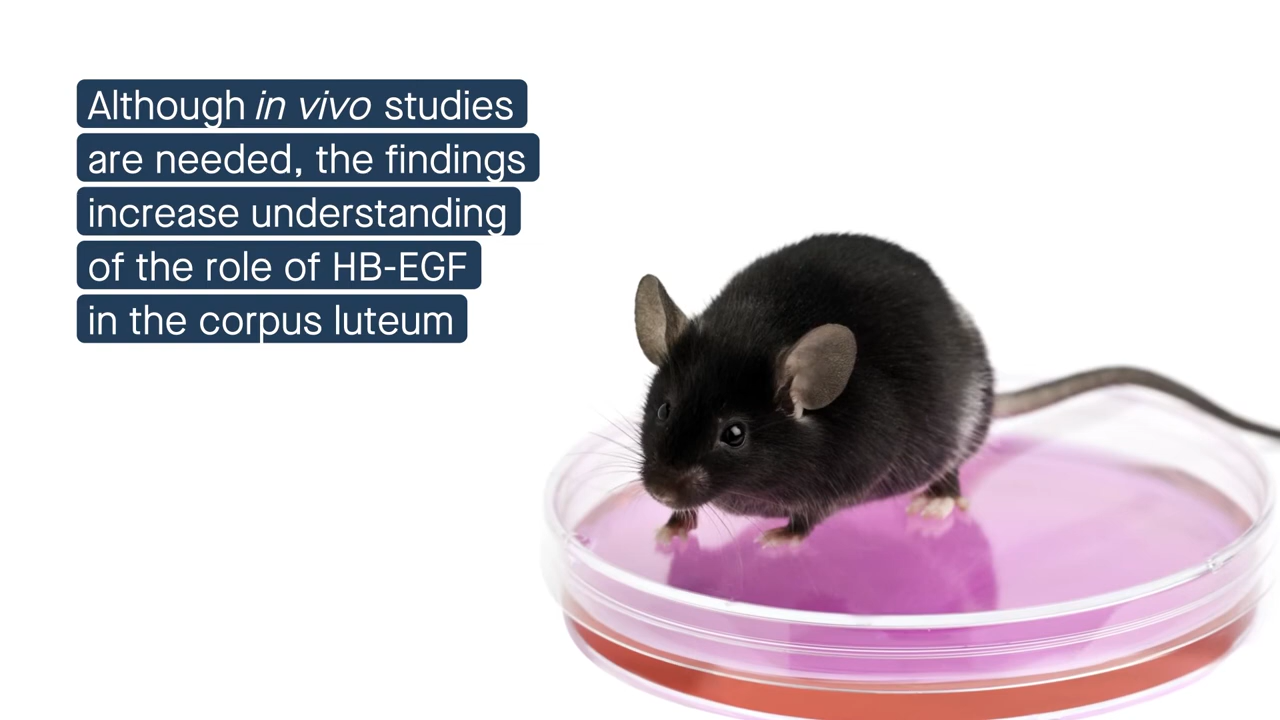 Although in vivo studies
are needed, the findings
increase understanding
of the role of HB-EGF
in the corpus luteum